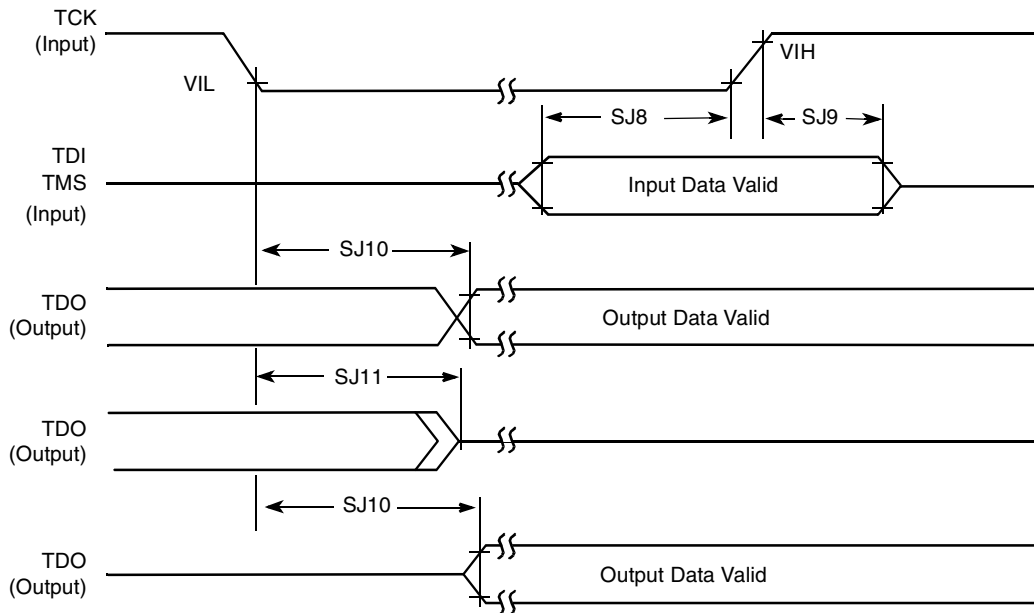 TCK
(Input)
VIL
VIH
SJ8
SJ9
TDI
TMS
(Input)
Input Data Valid
SJ10
TDO
(Output)
Output Data Valid
SJ11
TDO
(Output)
SJ10
TDO
(Output)
Output Data Valid